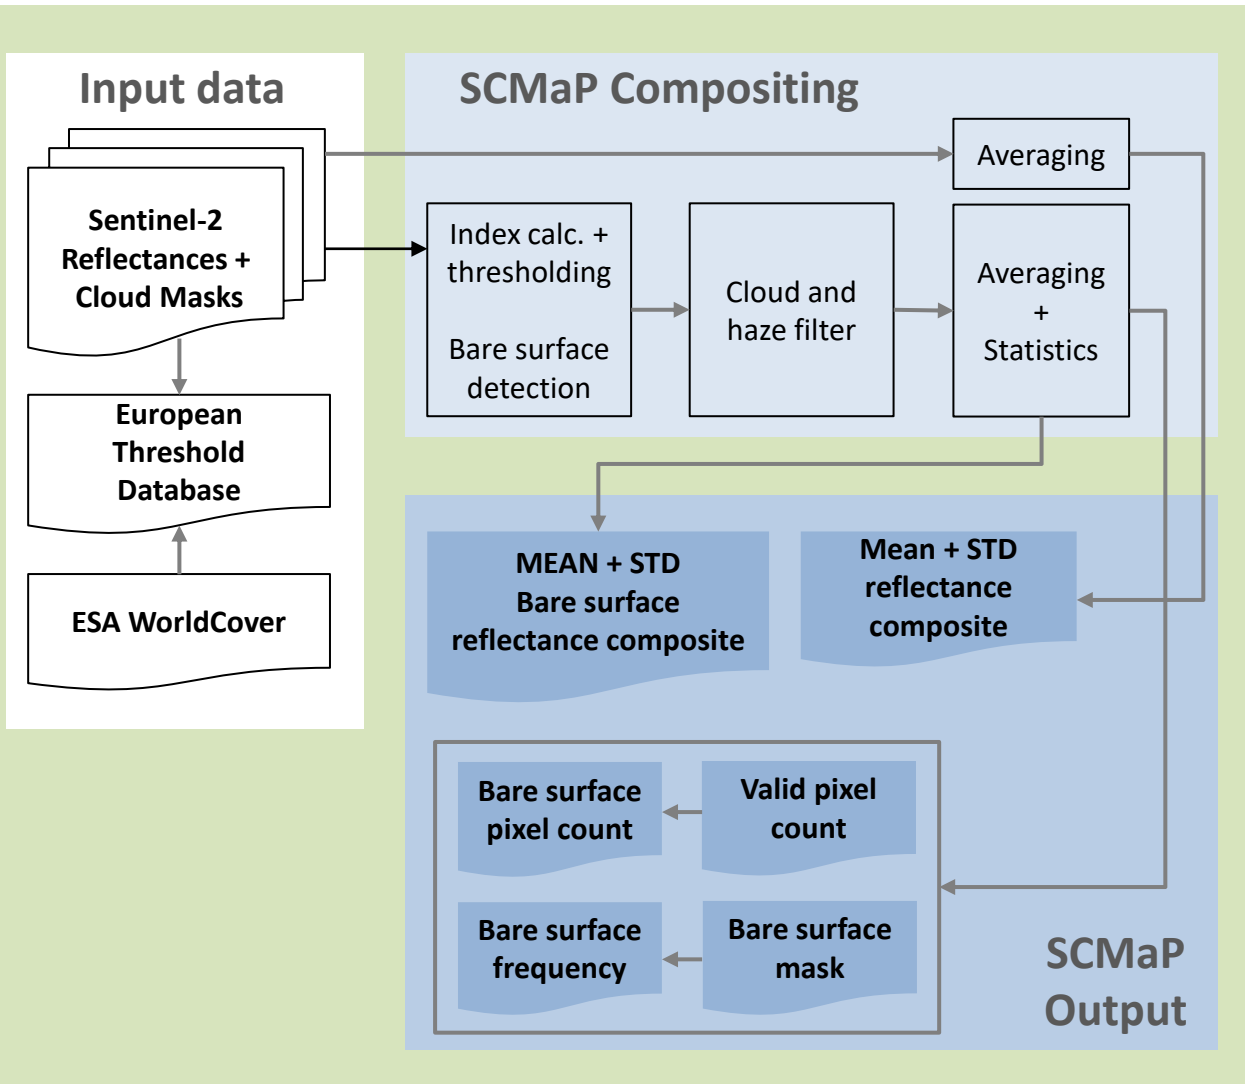 Input data
Sentinel-2
Reflectances +
Cloud Masks
European
Threshold
Database
ESA WorldCover
SCMaP Compositing
Averaging
Index calc. +
thresholding
Bare surface
detection
Cloud and
haze filter
Averaging
+
Statistics
MEAN + STD
Bare surface
reflectance composite
Mean + STD
reflectance
composite
Bare surface
pixel count
Valid pixel
count
Bare surface
frequency
Bare surface
mask
SCMaP
Output